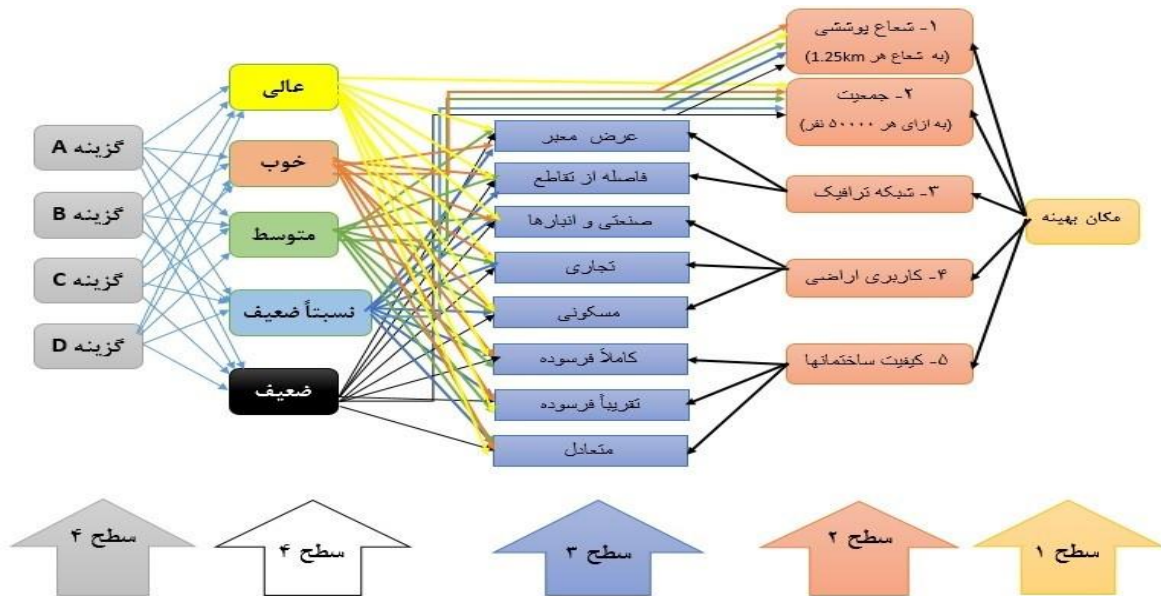 مکان بهینه
۱- شعاع پوششی
(به شعاع هر 1.25km)
۲- جمعیت
(به ازای هر ۵۰۰۰۰ نفر)
۳- شبکه ترافیک
۴- کاربری اراضی
۵- کیفیت ساختمانها
عرض معبر
فاصله از تقاطع
صنعتی و انبارها
تجاری
مسکونی
کاملاً فرسوده
تقریباً فرسوده
متعادل
عالی
خوب
متوسط
نسبتاً ضعیف
ضعیف
گزینه A
گزینه B
گزینه C
گزینه D
سطح ۱
سطح ۲
سطح ۳
سطح ۴
سطح ۴